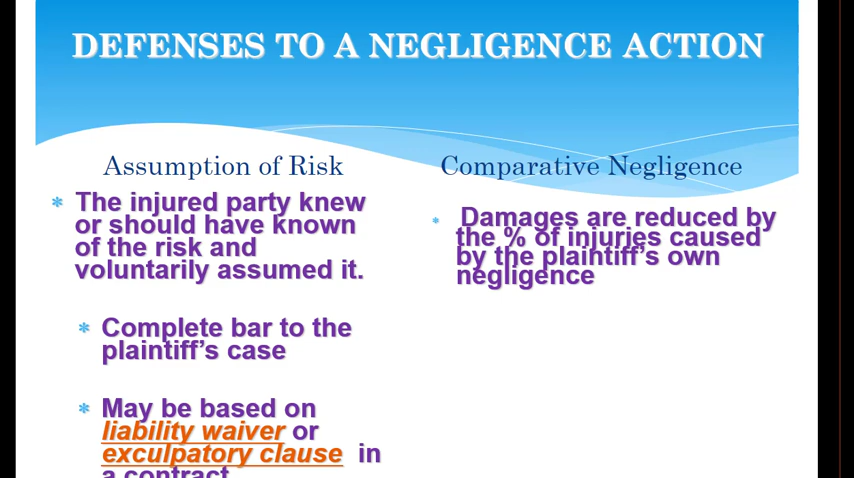 DEFENSES TO A NEGLIGENCE ACTION
Assumption of Risk
* The injured party knew
or should have known
of the risk and
voluntarily assumed it.
* Complete bar to the
plaintiff's case
* May be based on
liability waiver or
exculpatory clause in
a contract
Comparative Negligence
* Damages are reduced by
the % of injuries caused
by the plaintiff's own
negligence